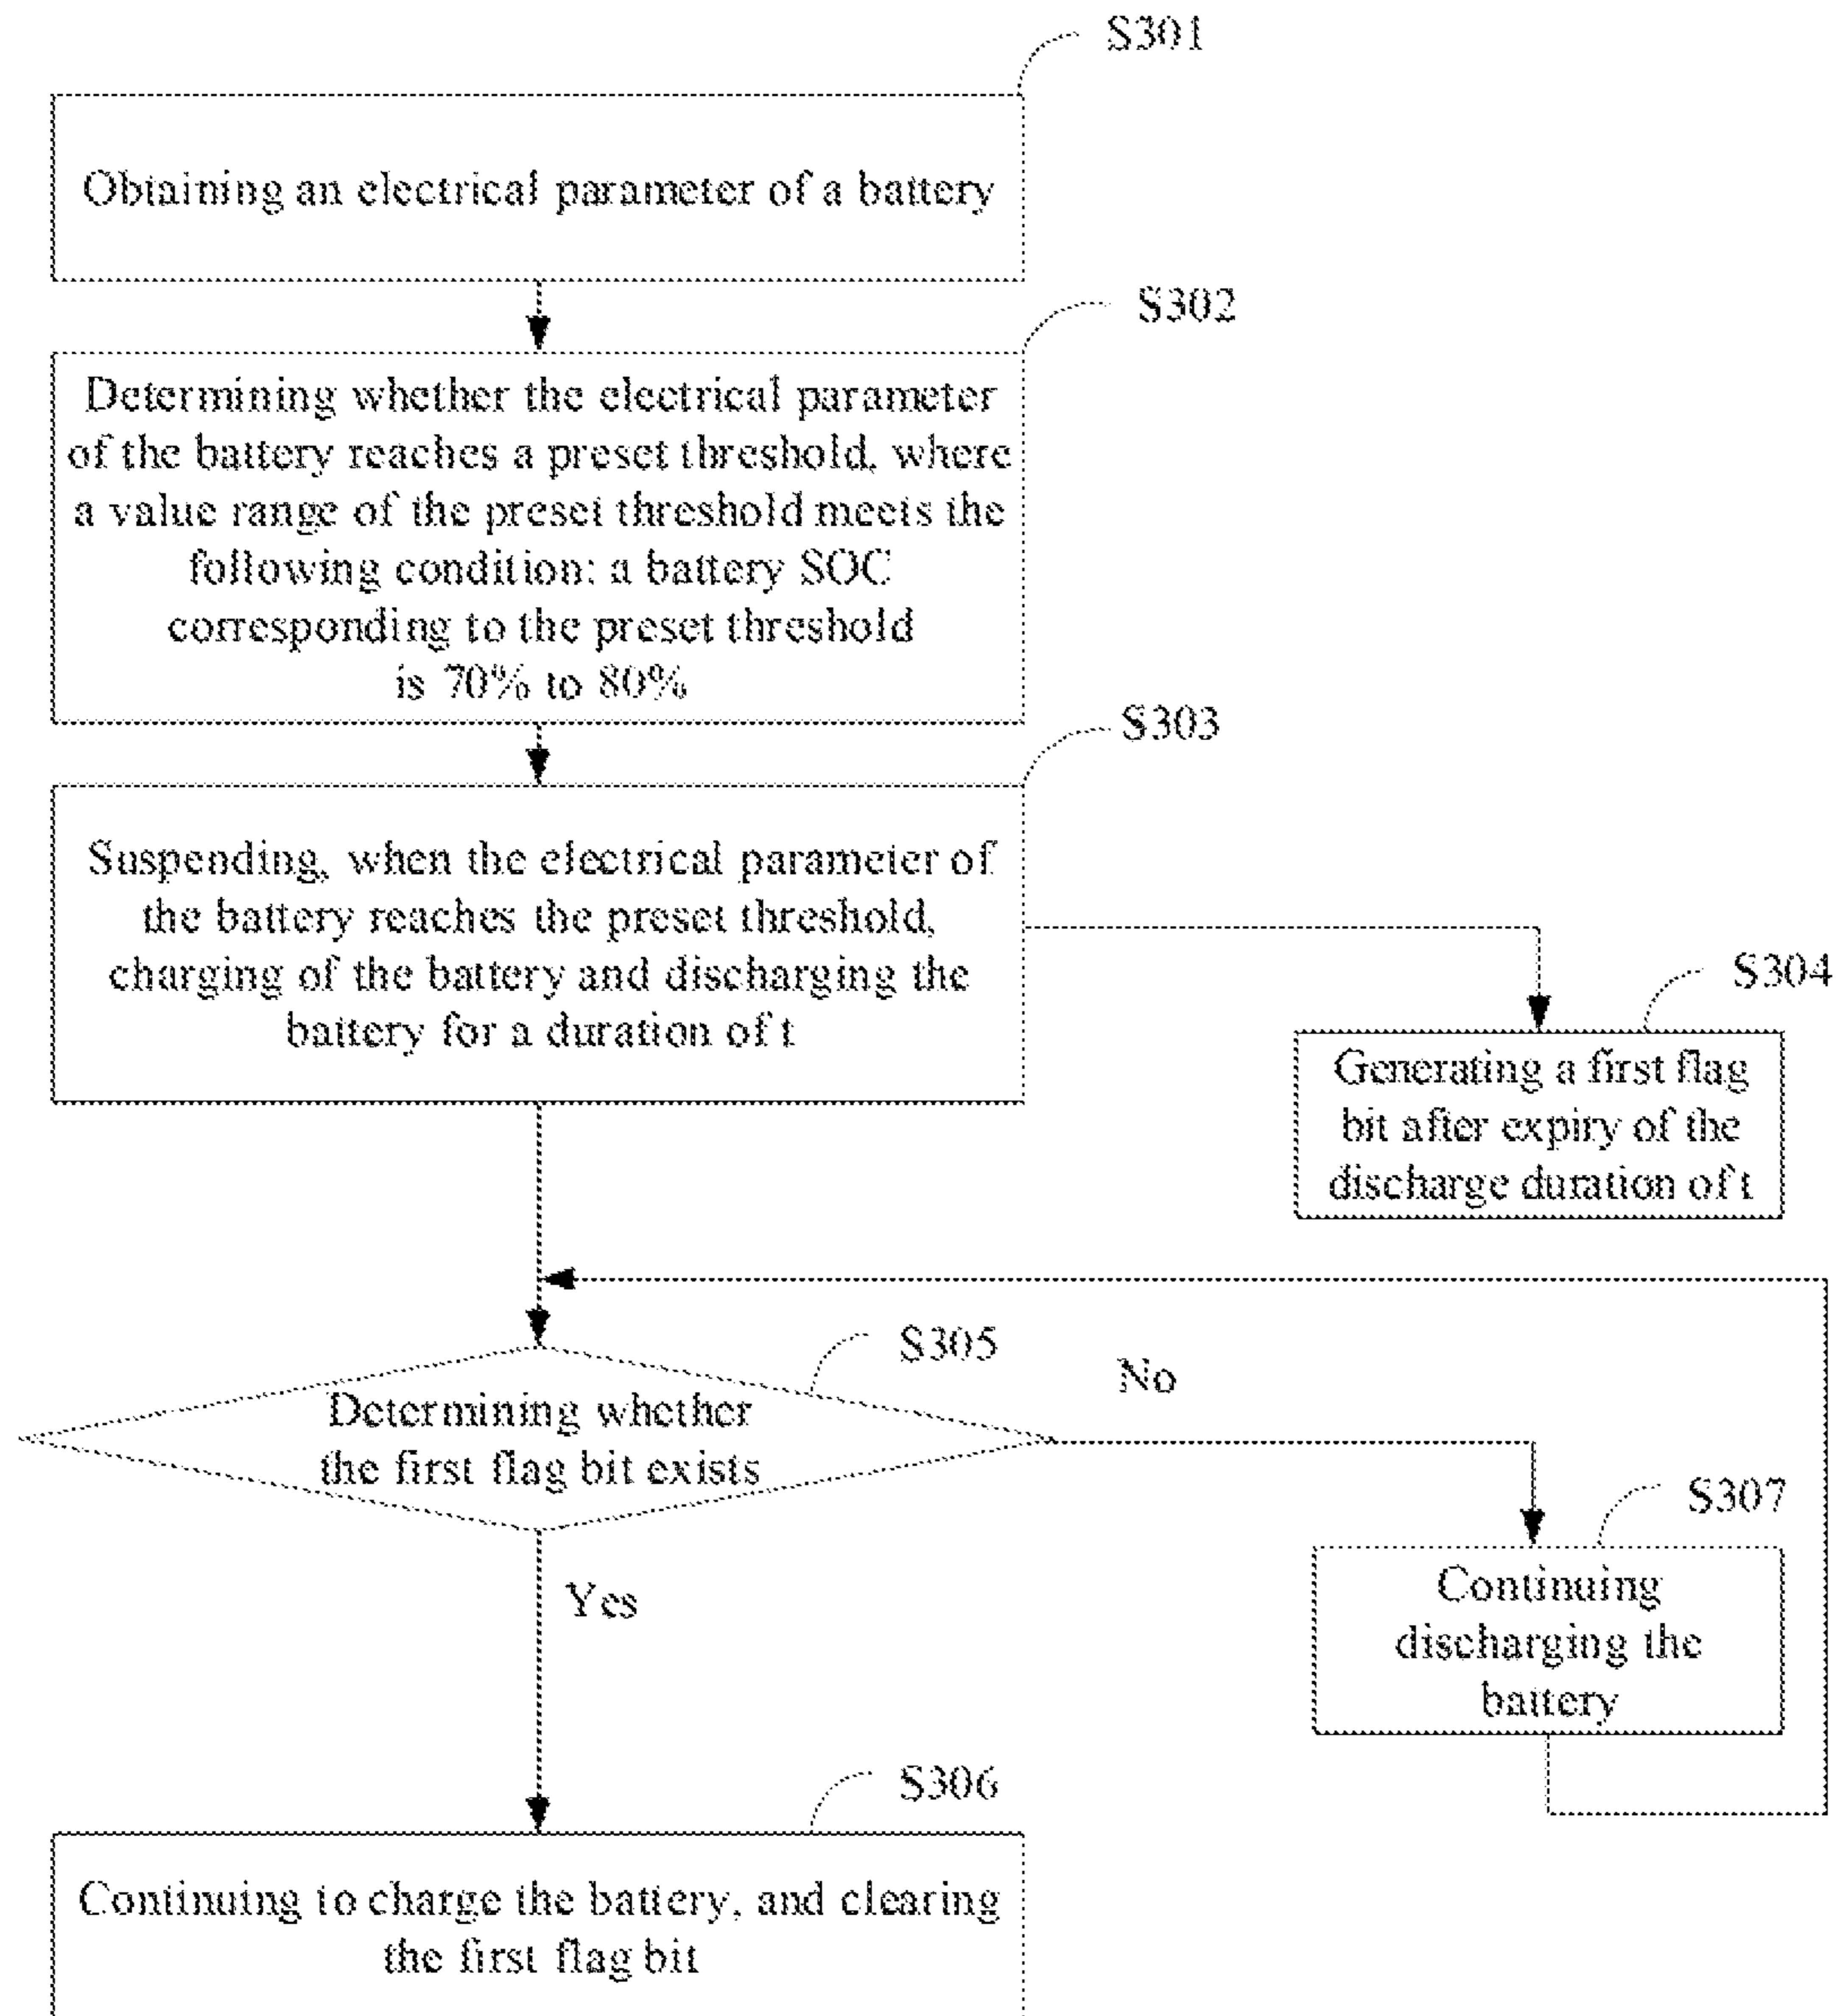 S301
Obtaining an electrical parameter of a battery
S302
Determining whether the electrical parameter
of the battery reaches a preset threshold, where
a value range of the preset threshold meets the
following condition: a battery SOC
corresponding to the preset threshold
is 70% to 80%
S303
Suspending, when the electrical parameter of
the battery reaches the preset threshold,
charging of the battery and discharging the
battery for a duration of t
S304
Generating a first flag
bit after expiry of the
discharge duration of t
S305
Determining whether
the first flag bit exists
No
S307
Continuing
discharging the
battery
Yes
S306
Continuing to charge the battery, and clearing
the first flag bit